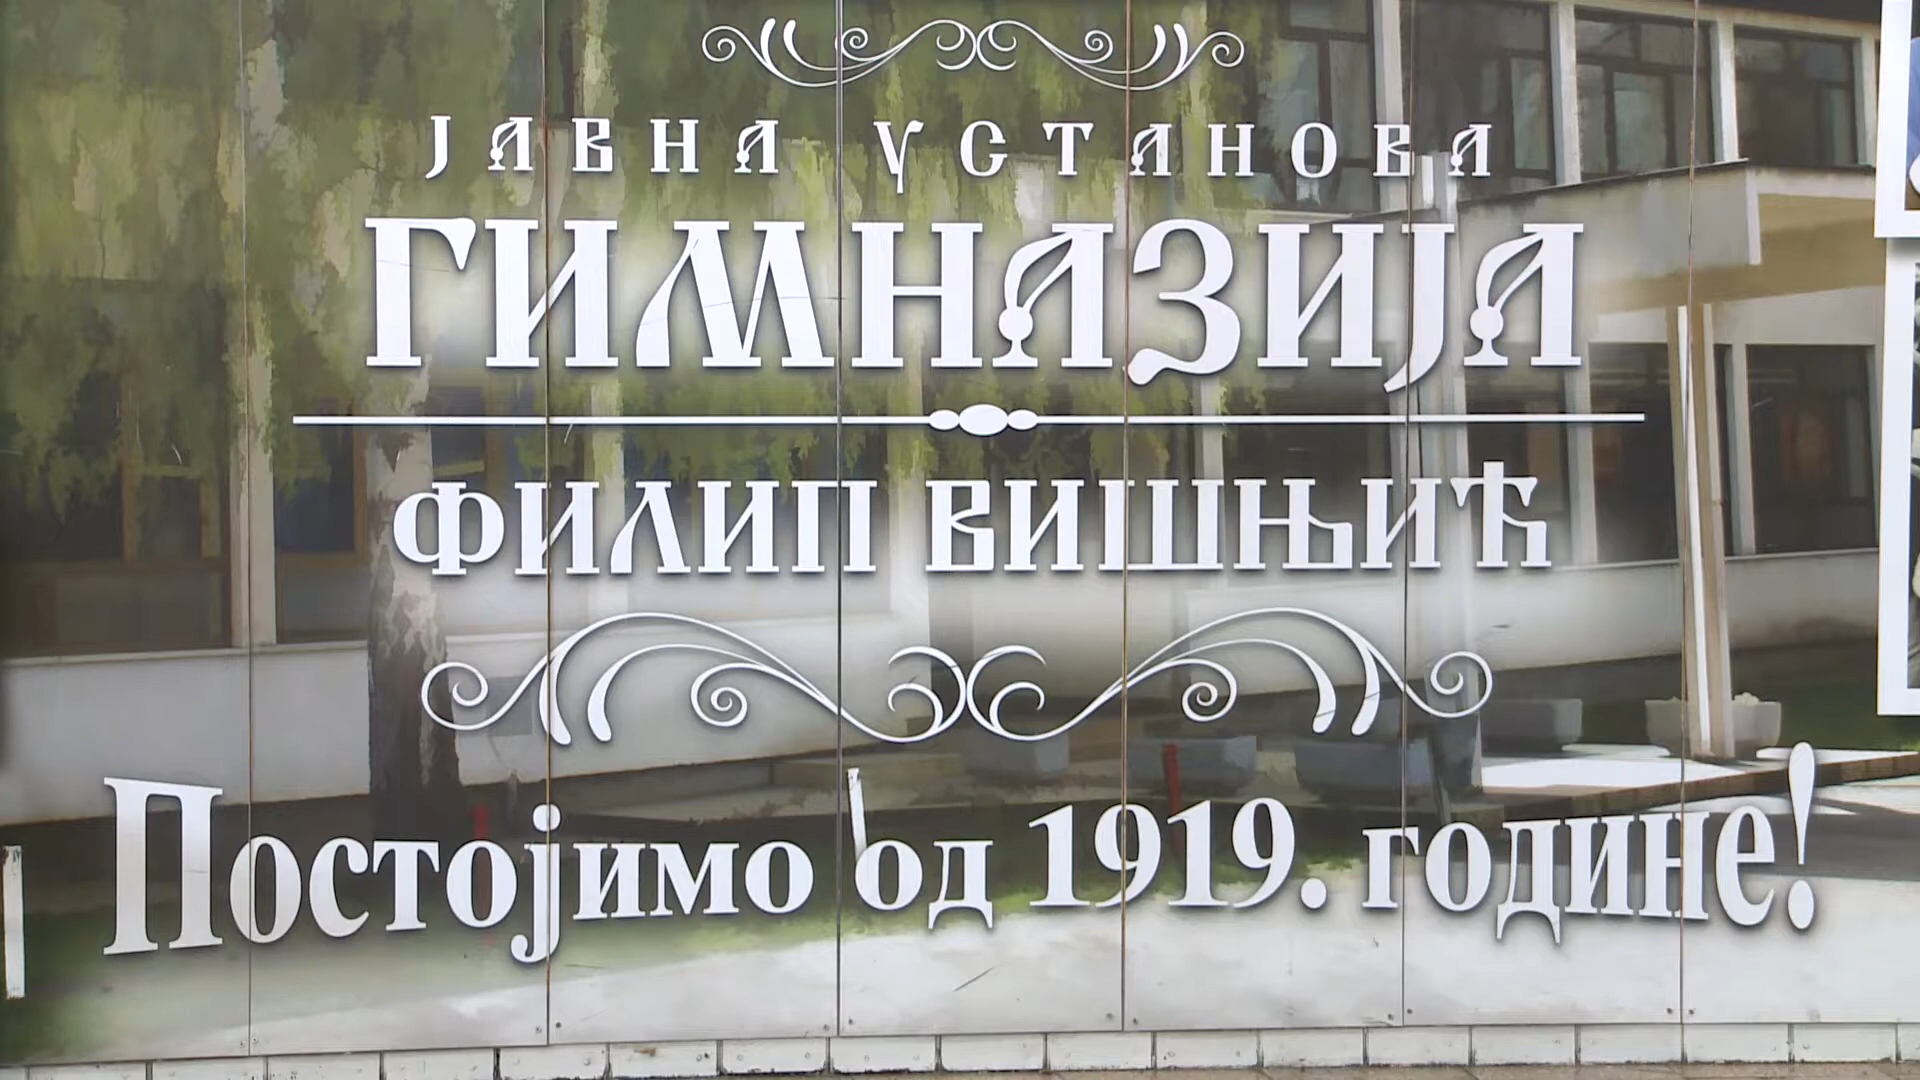 ЈАВНА УСТАНОВА
ГИМНАЗИЈА
ФИЛИП ВИШЊИЋ
Постојимо од 1919. године!